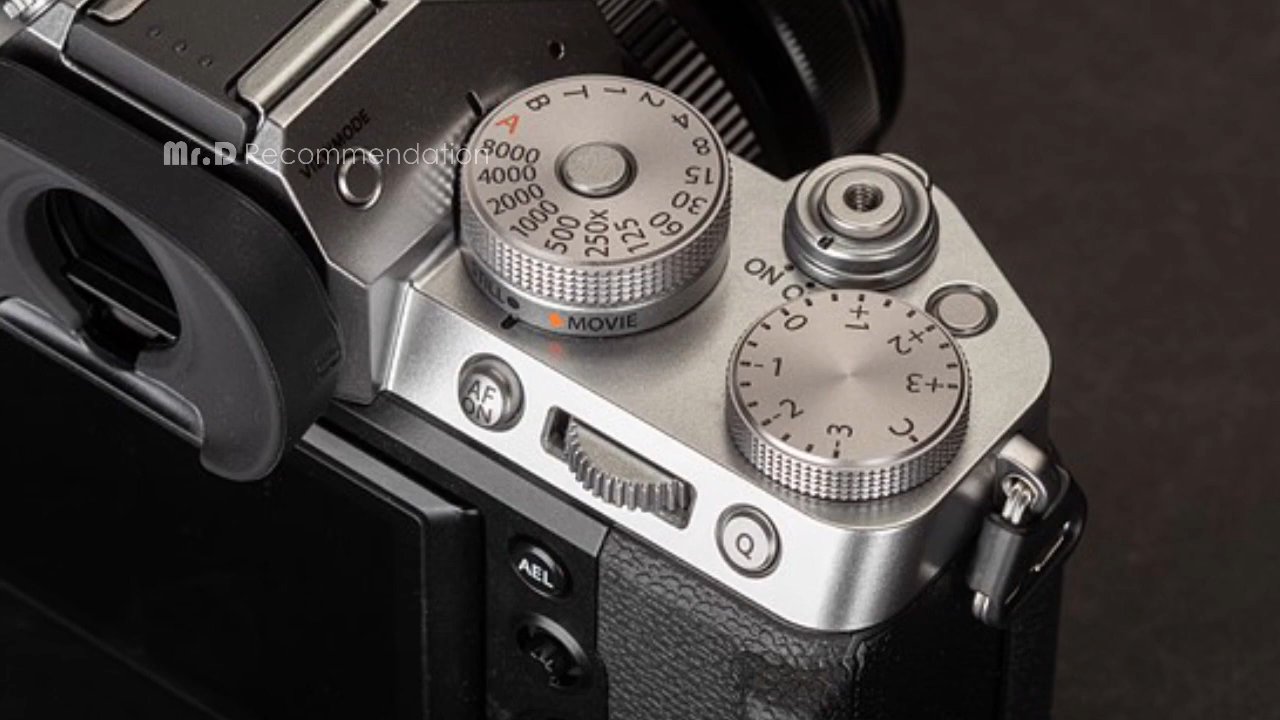 Mr.D Recommendation
VIEW MODE
B T 1 2 4 8 15 30 60 125 250x 500 1000 2000 4000 8000 A
STILL
MOVIE
ON
0 +1 +2 +3 C -3 -2 -1
AF
ON
Q
AEL